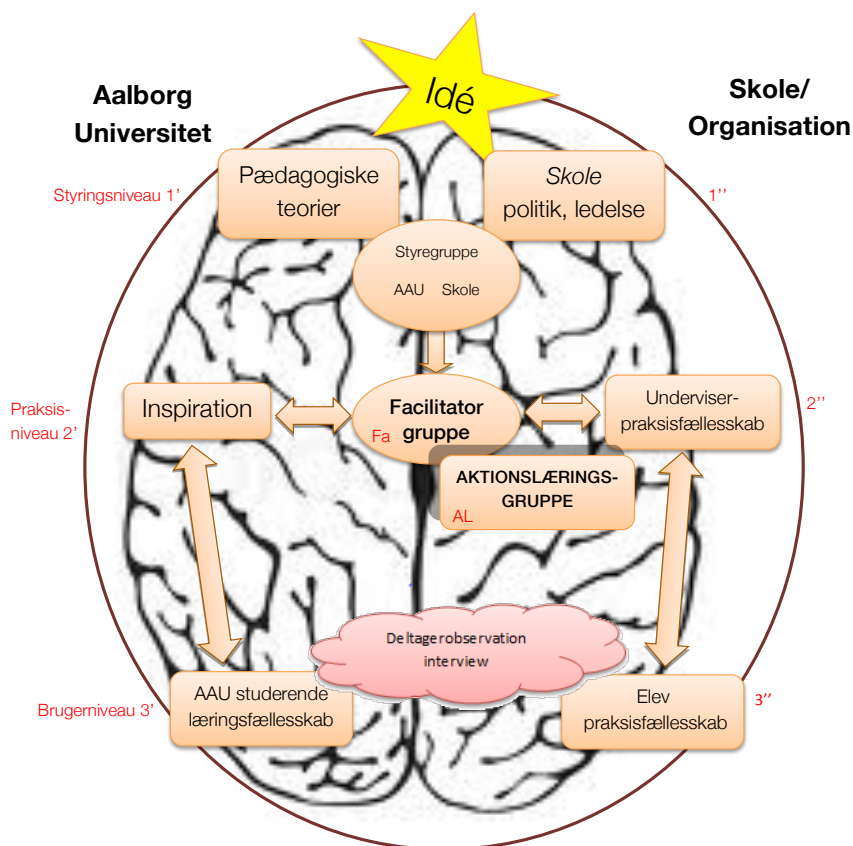 Idé
Aalborg
Universitet
Skole/
Organisation
Pædagogiske
teorier
Skole
politik, ledelse
Styringsniveau 1'
1''
Styregruppe
AAU Skole
Praksis-
niveau 2'
Inspiration
Facilitator
gruppe
Fa
Underviser-
praksisfællesskab
2''
AKTIONSLÆRINGS-
GRUPPE
AL
Deltagerobservation
interview
Brugerniveau 3'
AAU studerende
læringsfællesskab
Elev
praksisfællesskab
3''